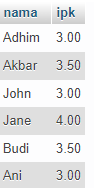 nama ipk
Adhim 3.00
Akbar 3.50
John 3.00
Jane 4.00
Budi 3.50
Ani 3.00